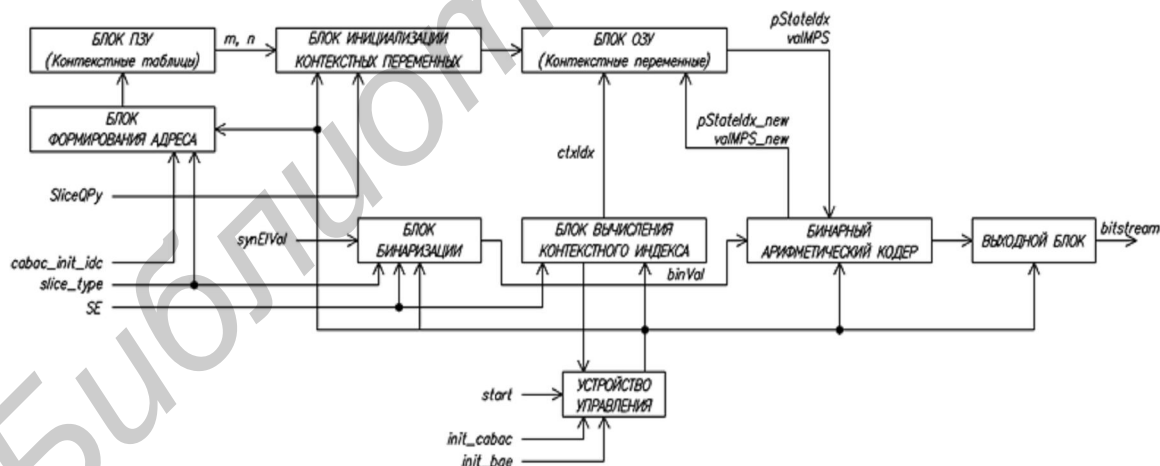 pStateIdx
valMPS
БЛОК ПЗУ
(Контекстные таблицы)
m, n
БЛОК ИНИЦИАЛИЗАЦИИ
КОНТЕКСТНЫХ ПЕРЕМЕННЫХ
БЛОК ОЗУ
(Контекстные переменные)
БЛОК
ФОРМИРОВАНИЯ АДРЕСА
pStateIdx_new
valMPS_new
ctxIdx
SliceQPy
synElVal
БЛОК
БИНАРИЗАЦИИ
БЛОК ВЫЧИСЛЕНИЯ
КОНТЕКСТНОГО ИНДЕКСА
БИНАРНЫЙ
АРИФМЕТИЧЕСКИЙ КОДЕР
ВЫХОДНОЙ БЛОК
bitstream
cabac_init_idc
slice_type
binVal
SE
start
УСТРОЙСТВО
УПРАВЛЕНИЯ
init_cabac
init_bae
Библиот